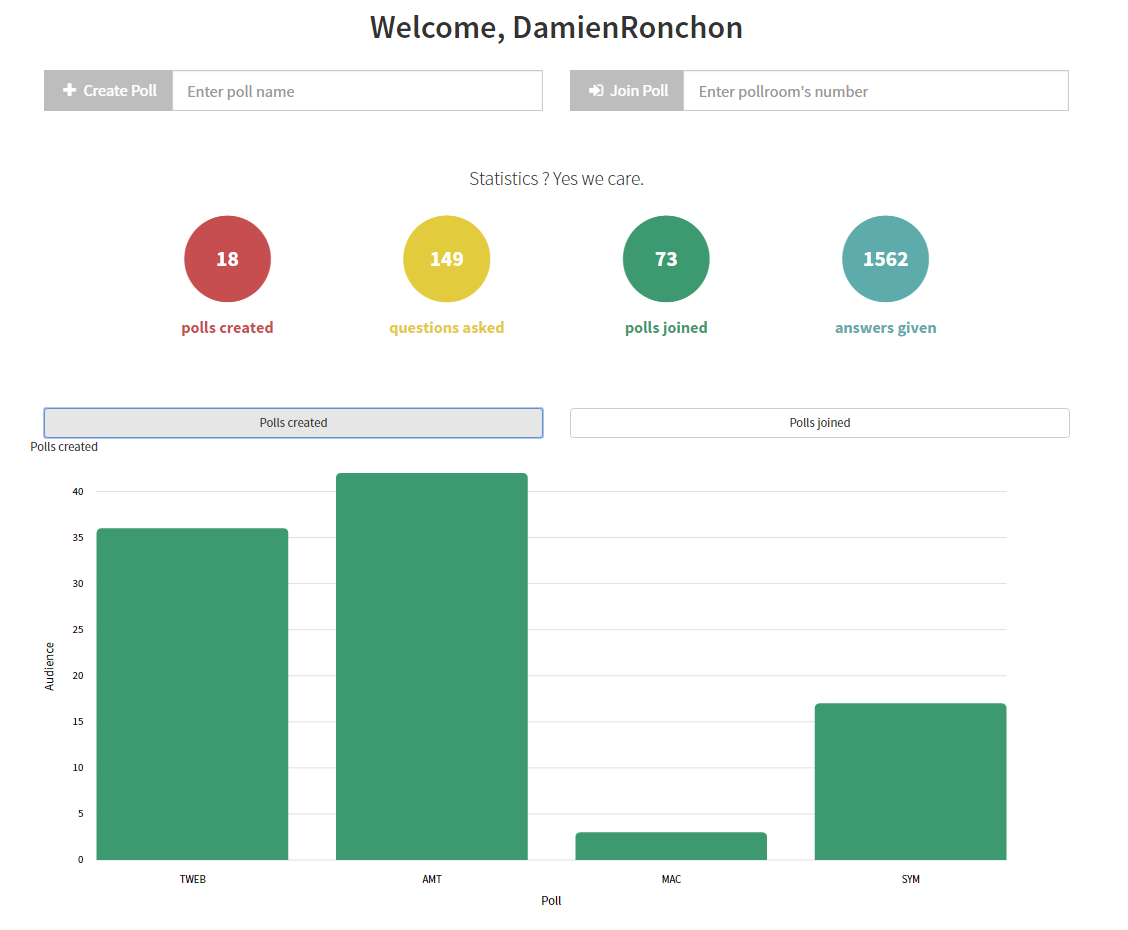 Welcome, DamienRonchon
Create Poll Enter poll name Join Poll Enter pollroom's number
Statistics ? Yes we care.
18 149 73 1562
polls created questions asked polls joined answers given
Polls created Polls joined
Polls created
40
35
30
25
20
15
10
5
0
Audience
TWEB AMT MAC SYM
Poll